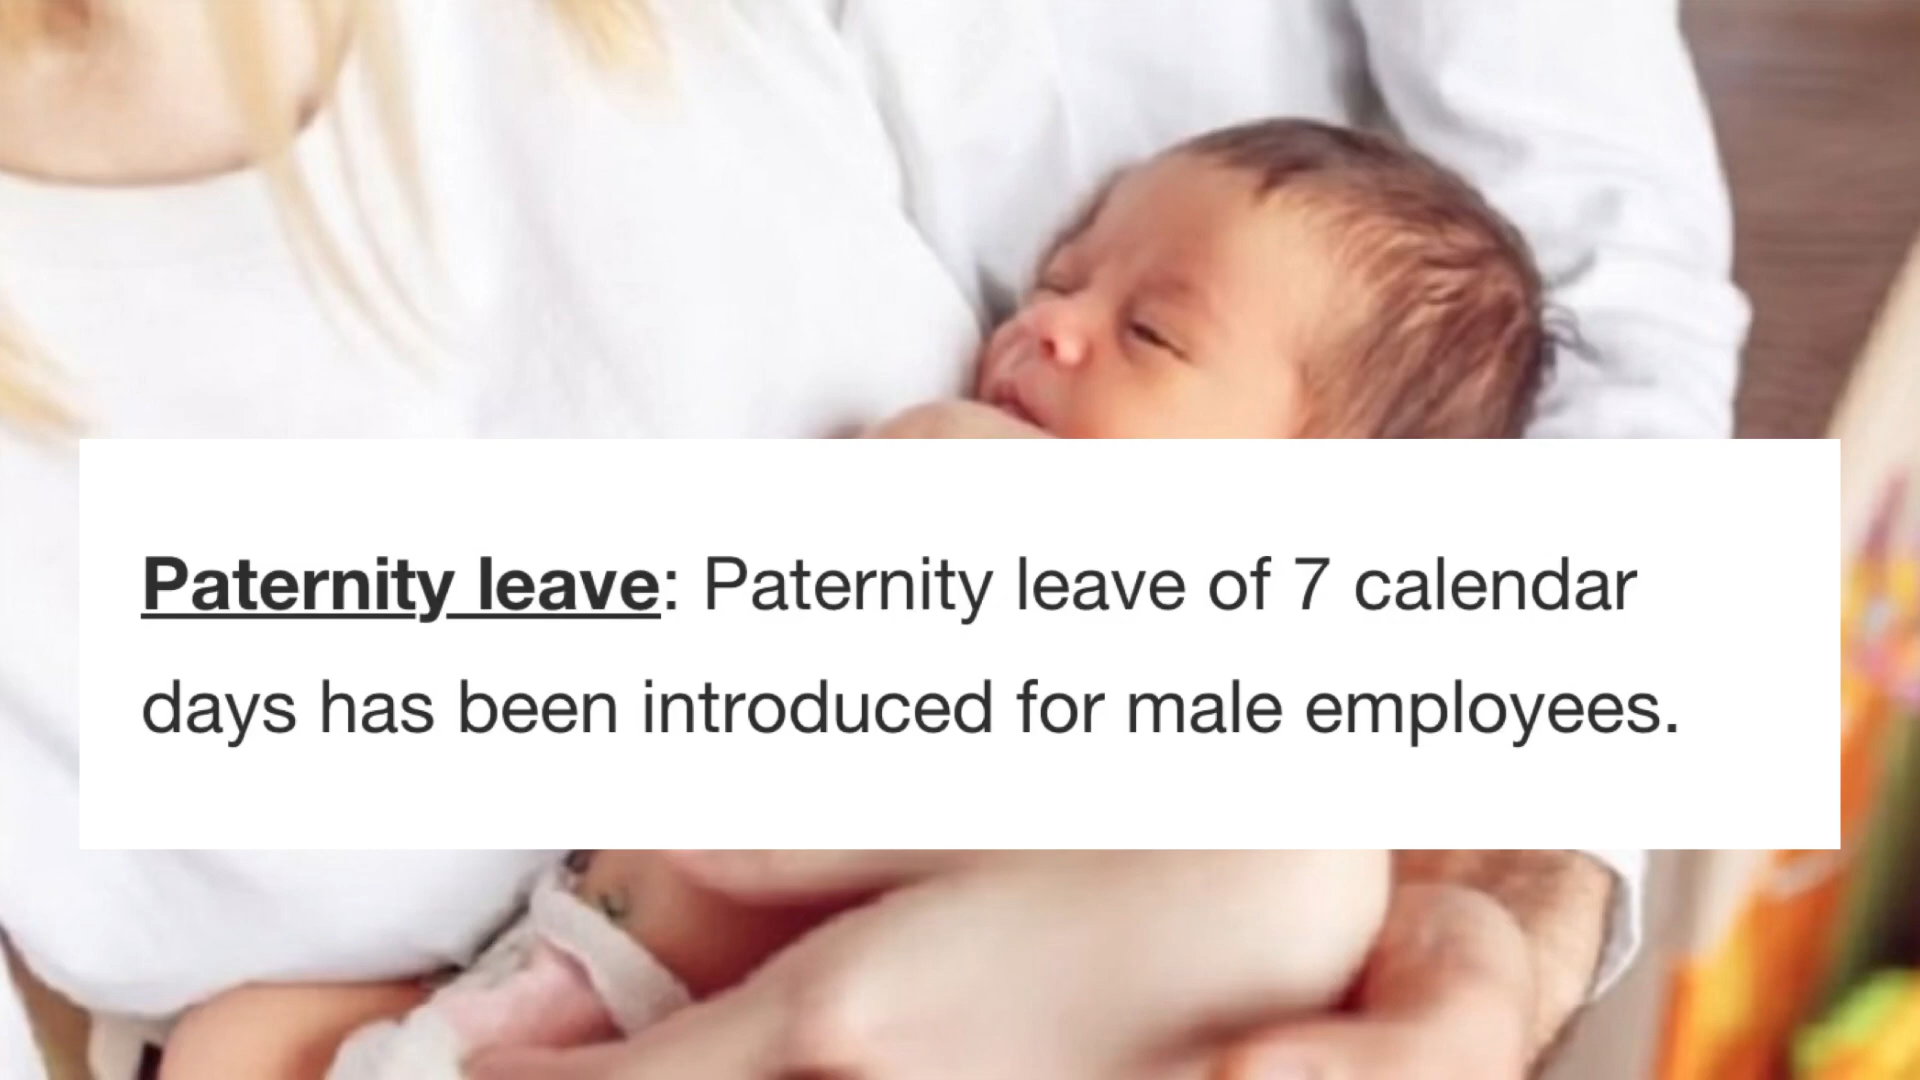 Paternity leave: Paternity leave of 7 calendar
days has been introduced for male employees.